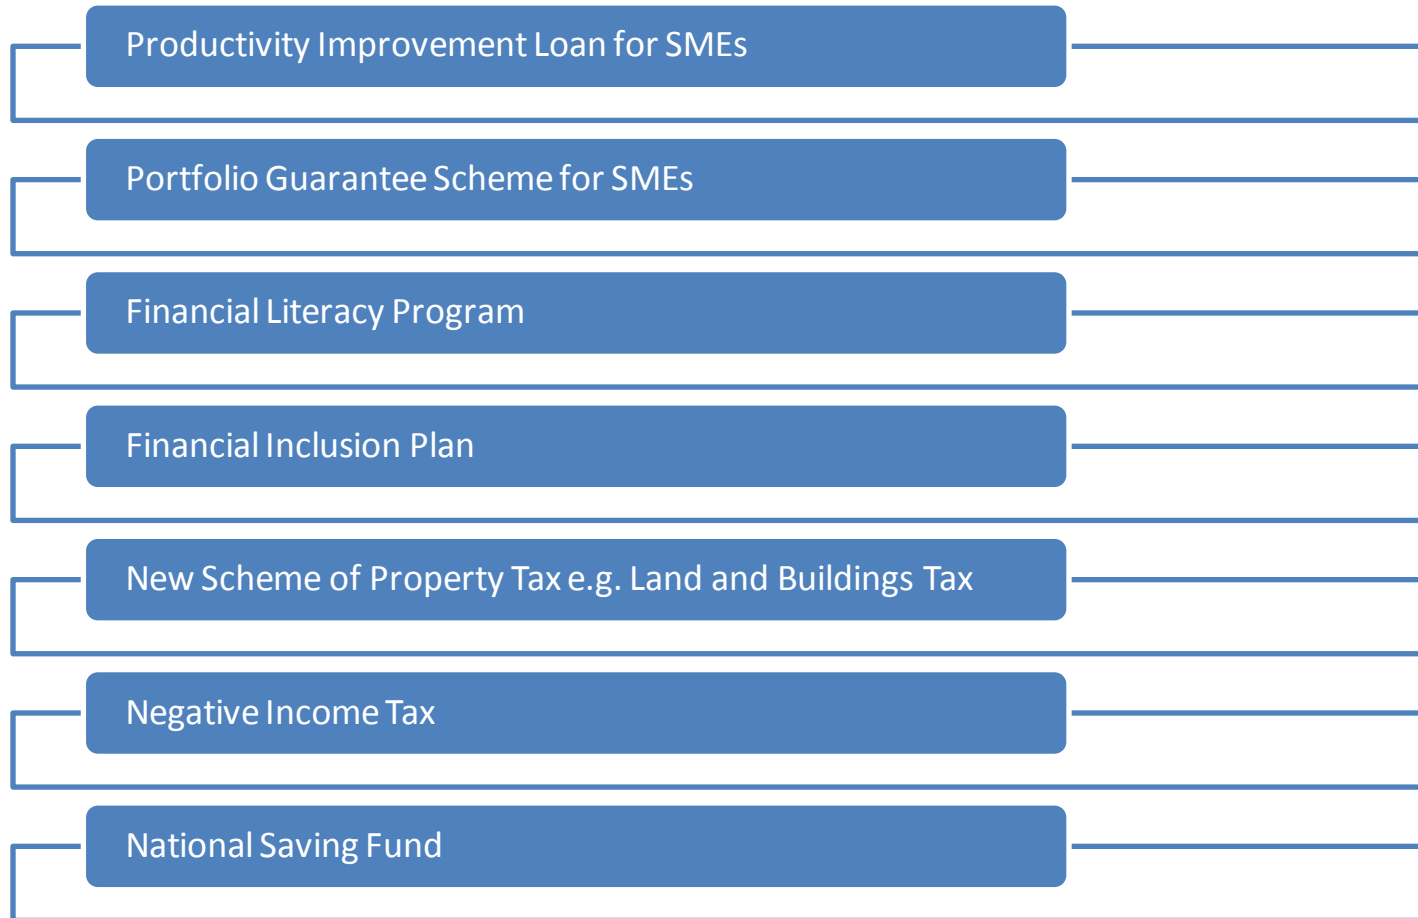 Productivity Improvement Loan for SMEs
Portfolio Guarantee Scheme for SMEs
Financial Literacy Program
Financial Inclusion Plan
New Scheme of Property Tax e.g. Land and Buildings Tax
Negative Income Tax
National Saving Fund